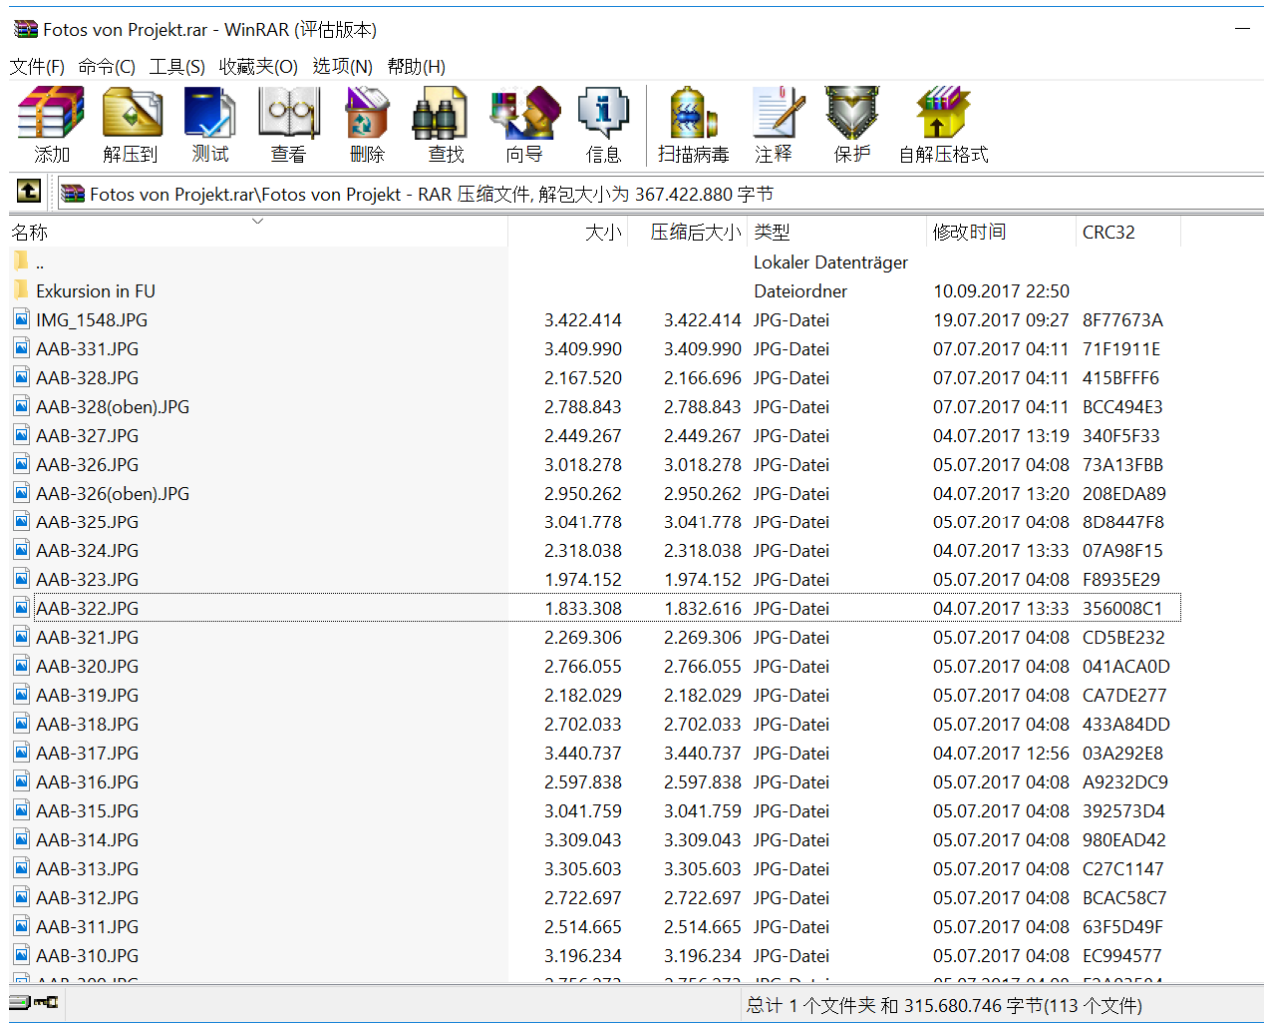 Fotos von Projekt.rar - WinRAR (评估版本)
文件(F) 命令(C) 工具(S) 收藏夹(O) 选项(N) 帮助(H)
添加 解压到 测试 查看 删除 查找 向导 信息 扫描病毒 注释 保护 自解压格式
Fotos von Projekt.rar\Fotos von Projekt - RAR 压缩文件, 解包大小为 367.422.880 字节
名称 大小 压缩后大小 类型 修改时间 CRC32
.. Lokaler Datenträger
Exkursion in FU Dateiordner 10.09.2017 22:50
IMG_1548.JPG 3.422.414 3.422.414 JPG-Datei 19.07.2017 09:27 8F77673A
AAB-331.JPG 3.409.990 3.409.990 JPG-Datei 07.07.2017 04:11 71F1911E
AAB-328.JPG 2.167.520 2.166.696 JPG-Datei 07.07.2017 04:11 415BFFF6
AAB-328(oben).JPG 2.788.843 2.788.843 JPG-Datei 07.07.2017 04:11 BCC494E3
AAB-327.JPG 2.449.267 2.449.267 JPG-Datei 04.07.2017 13:19 340F5F33
AAB-326.JPG 3.018.278 3.018.278 JPG-Datei 05.07.2017 04:08 73A13FBB
AAB-326(oben).JPG 2.950.262 2.950.262 JPG-Datei 04.07.2017 13:20 208EDA89
AAB-325.JPG 3.041.778 3.041.778 JPG-Datei 05.07.2017 04:08 8D8447F8
AAB-324.JPG 2.318.038 2.318.038 JPG-Datei 04.07.2017 13:33 07A98F15
AAB-323.JPG 1.974.152 1.974.152 JPG-Datei 05.07.2017 04:08 F8935E29
AAB-322.JPG 1.833.308 1.832.616 JPG-Datei 04.07.2017 13:33 356008C1
AAB-321.JPG 2.269.306 2.269.306 JPG-Datei 05.07.2017 04:08 CD5BE232
AAB-320.JPG 2.766.055 2.766.055 JPG-Datei 05.07.2017 04:08 041ACA0D
AAB-319.JPG 2.182.029 2.182.029 JPG-Datei 05.07.2017 04:08 CA7DE277
AAB-318.JPG 2.702.033 2.702.033 JPG-Datei 05.07.2017 04:08 433A84DD
AAB-317.JPG 3.440.737 3.440.737 JPG-Datei 04.07.2017 12:56 03A292E8
AAB-316.JPG 2.597.838 2.597.838 JPG-Datei 05.07.2017 04:08 A9232DC9
AAB-315.JPG 3.041.759 3.041.759 JPG-Datei 05.07.2017 04:08 392573D4
AAB-314.JPG 3.309.043 3.309.043 JPG-Datei 05.07.2017 04:08 980EAD42
AAB-313.JPG 3.305.603 3.305.603 JPG-Datei 05.07.2017 04:08 C27C1147
AAB-312.JPG 2.722.697 2.722.697 JPG-Datei 05.07.2017 04:08 BCAC58C7
AAB-311.JPG 2.514.665 2.514.665 JPG-Datei 05.07.2017 04:08 63F5D49F
AAB-310.JPG 3.196.234 3.196.234 JPG-Datei 05.07.2017 04:08 EC994577
总计 1 个文件夹 和 315.680.746 字节(113 个文件)